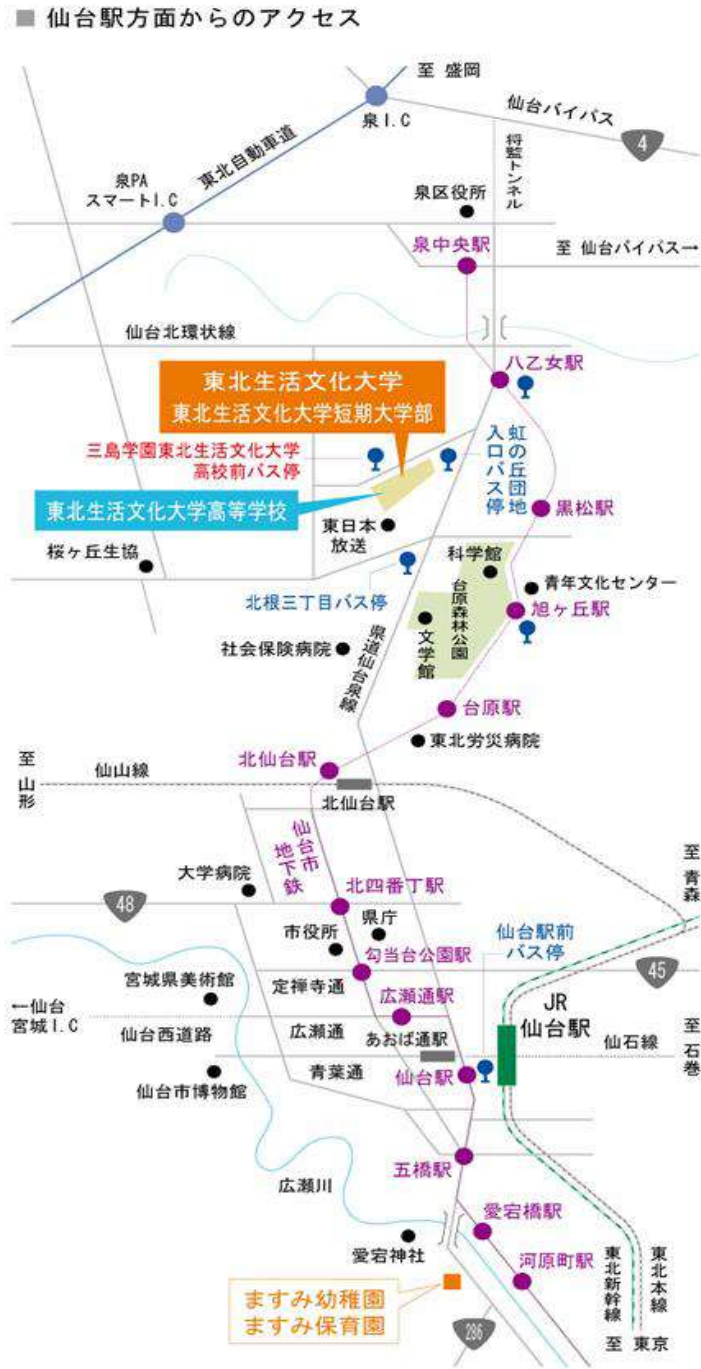 ■ 仙台駅方面からのアクセス
至 盛岡
仙台バイパス
泉I.C
4
東北自動車道
将監トンネル
泉PA
スマートI.C
泉区役所
泉中央駅
至 仙台バイパス→
仙台北環状線
八乙女駅
東北生活文化大学
東北生活文化大学短期大学部
三島学園東北生活文化大学
高校前バス停
虹の丘団地
入口バス停
東北生活文化大学高等学校
黒松駅
東日本
放送
科学館
桜ヶ丘生協
青年文化センター
北根三丁目バス停
台原森林公園
旭ヶ丘駅
文学館
社会保険病院
県道仙台泉線
台原駅
東北労災病院
北仙台駅
至 山形
仙山線
北仙台駅
仙台市
地下鉄
大学病院
至 青森
48
北四番丁駅
県庁
市役所
仙台駅前
バス停
勾当台公園駅
45
宮城県美術館
定禅寺通
広瀬通駅
JR
仙台駅
←仙台
宮城I.C
仙台西道路
広瀬通
あおば通駅
仙石線
至 石巻
青葉通
仙台駅
仙台市博物館
五橋駅
広瀬川
愛宕橋駅
愛宕神社
河原町駅
東北新幹線
東北本線
ますみ幼稚園
ますみ保育園
286
至 東京